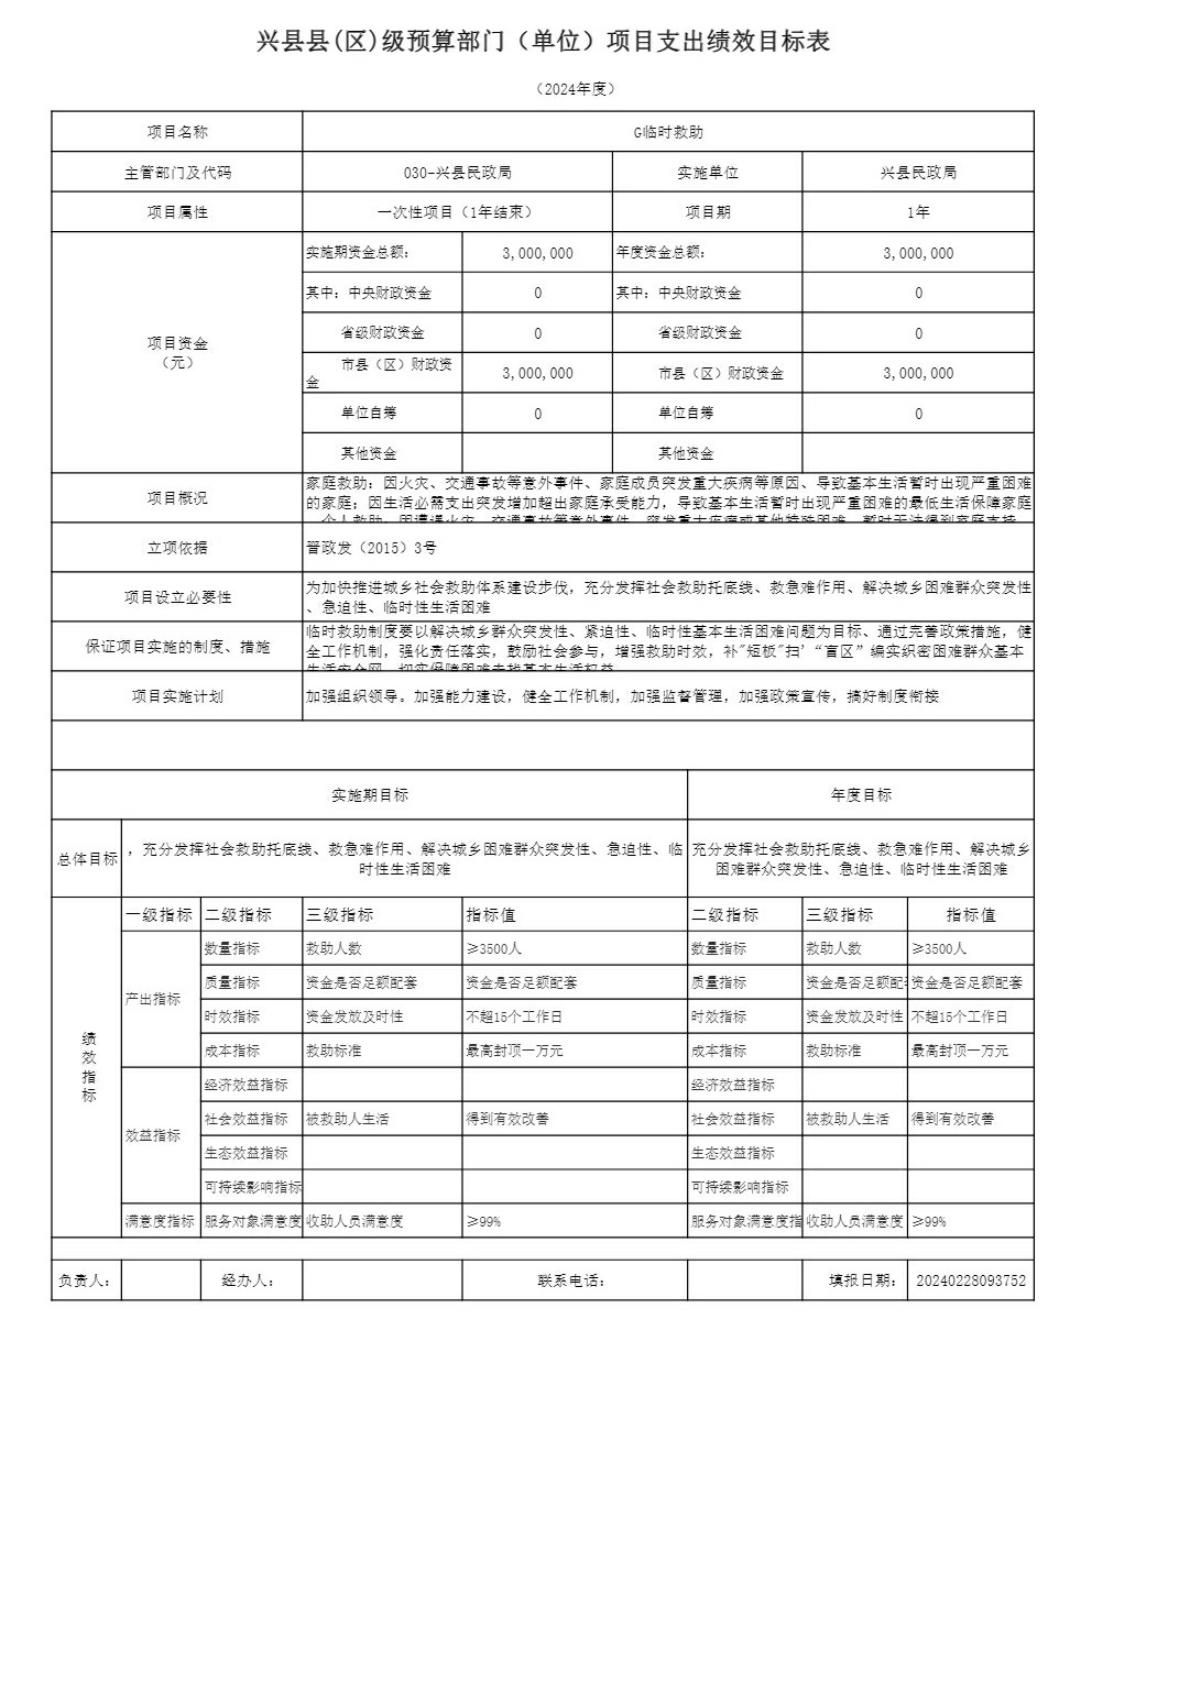 兴县县(区)级预算部门（单位）项目支出绩效目标表
（2024年度）
项目名称 G临时救助
主管部门及代码 030-兴县民政局 实施单位 兴县民政局
项目属性 一次性项目（1年结束） 项目期 1年
项目资金
（元）
实施期资金总额: 3,000,000 年度资金总额: 3,000,000
其中: 中央财政资金 0 其中: 中央财政资金 0
省级财政资金 0 省级财政资金 0
市县（区）财政资
金 3,000,000 市县（区）财政资金 3,000,000
单位自筹 0 单位自筹 0
其他资金 其他资金
项目概况
家庭救助: 因火灾、交通事故等意外事件、家庭成员突发重大疾病等原因、导致基本生活暂时出现严重困难
的家庭; 因生活必需支出突发增加超出家庭承受能力，导致基本生活暂时出现严重困难的最低生活保障家庭
立项依据 晋政发（2015）3号
项目设立必要性
为加快推进城乡社会救助体系建设步伐，充分发挥社会救助托底线、救急难作用、解决城乡困难群众突发性
、急迫性、临时性生活困难
保证项目实施的制度、措施
临时救助制度要以解决城乡群众突发性、紧迫性、临时性基本生活困难问题为目标、通过完善政策措施，健
全工作机制，强化责任落实，鼓励社会参与，增强救助时效，补"短板"扫'“盲区”编实织密困难群众基本
项目实施计划 加强组织领导。加强能力建设，健全工作机制，加强监督管理，加强政策宣传，搞好制度衔接
实施期目标 年度目标
总体目标
，充分发挥社会救助托底线、救急难作用、解决城乡困难群众突发性、急迫性、临
时性生活困难
充分发挥社会救助托底线、救急难作用、解决城乡
困难群众突发性、急迫性、临时性生活困难
绩效指标
一级指标 二级指标 三级指标 指标值 二级指标 三级指标 指标值
产出指标
数量指标 救助人数 ≥3500人 数量指标 救助人数 ≥3500人
质量指标 资金是否足额配套 资金是否足额配套 质量指标 资金是否足额配 资金是否足额配套
时效指标 资金发放及时性 不超15个工作日 时效指标 资金发放及时性 不超15个工作日
成本指标 救助标准 最高封顶一万元 成本指标 救助标准 最高封顶一万元
效益指标
经济效益指标 经济效益指标
社会效益指标 被救助人生活 得到有效改善 社会效益指标 被救助人生活 得到有效改善
生态效益指标 生态效益指标
可持续影响指标 可持续影响指标
满意度指标 服务对象满意度 收助人员满意度 ≥99% 服务对象满意度指 收助人员满意度 ≥99%
负责人: 经办人: 联系电话: 填报日期: 20240228093752